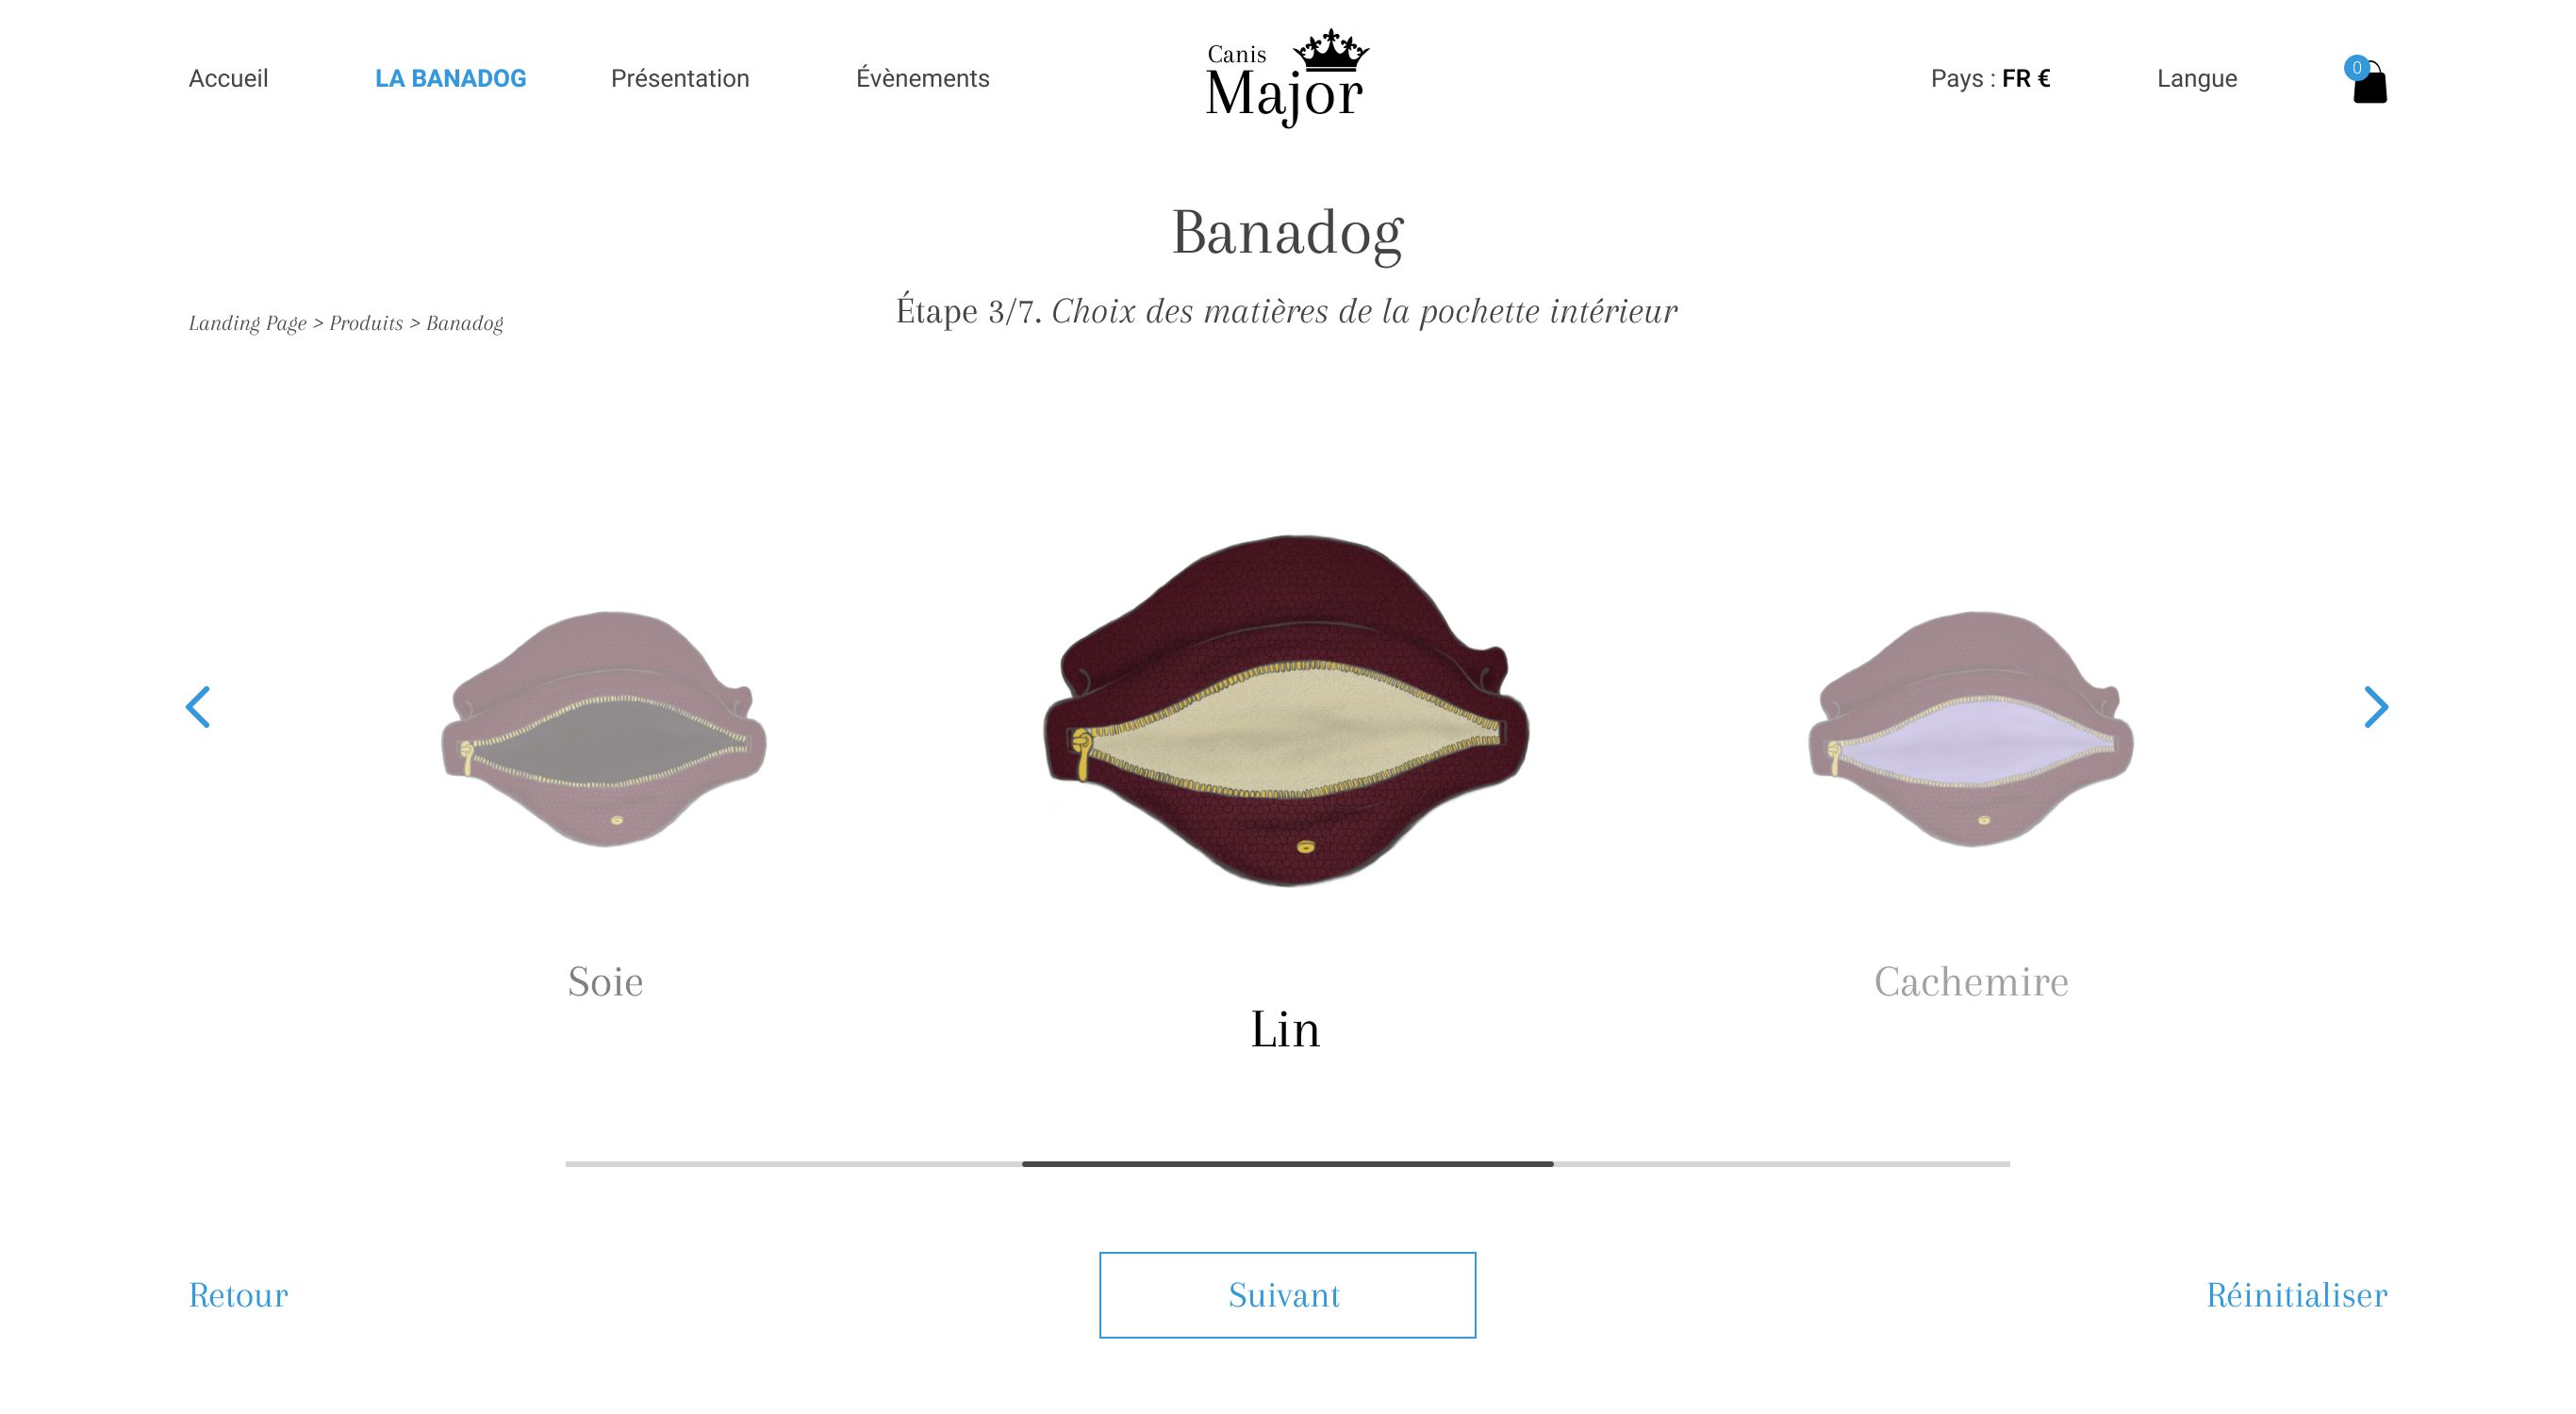 Accueil
LA BANADOG
Présentation
Évènements
Canis
Major
Pays : FR €
Langue
0
Banadog
Étape 3/7. Choix des matières de la pochette intérieur
Landing Page > Produits > Banadog
Soie
Lin
Cachemire
Retour
Suivant
Réinitialiser